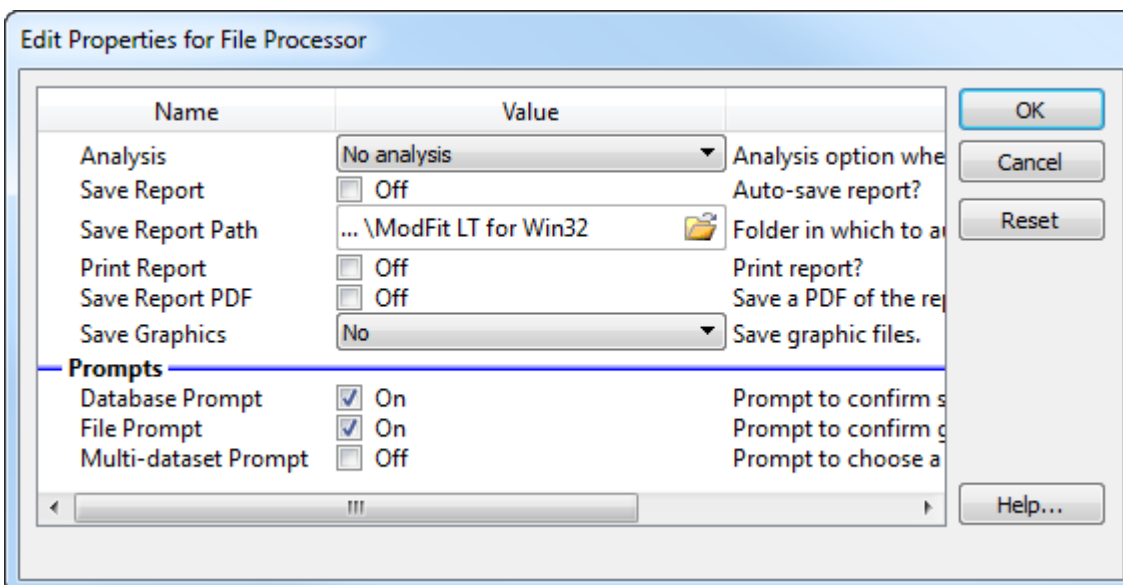 Edit Properties for File Processor
Name Value
Analysis No analysis Analysis option whe
Save Report Off Auto-save report?
Save Report Path ... \ModFit LT for Win32 Folder in which to au
Print Report Off Print report?
Save Report PDF Off Save a PDF of the rep
Save Graphics No Save graphic files.
Prompts
Database Prompt On Prompt to confirm s
File Prompt On Prompt to confirm g
Multi-dataset Prompt Off Prompt to choose a
OK
Cancel
Reset
Help...